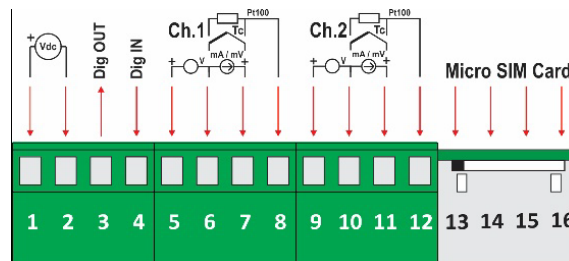 Vdc
+
Dig OUT
Dig IN
Ch.1
Pt100
Tc
mA / mV
+ V +
Ch.2
Pt100
Tc
mA / mV
+ V +
Micro SIM Card
1 2 3 4 5 6 7 8 9 10 11 12 13 14 15 16